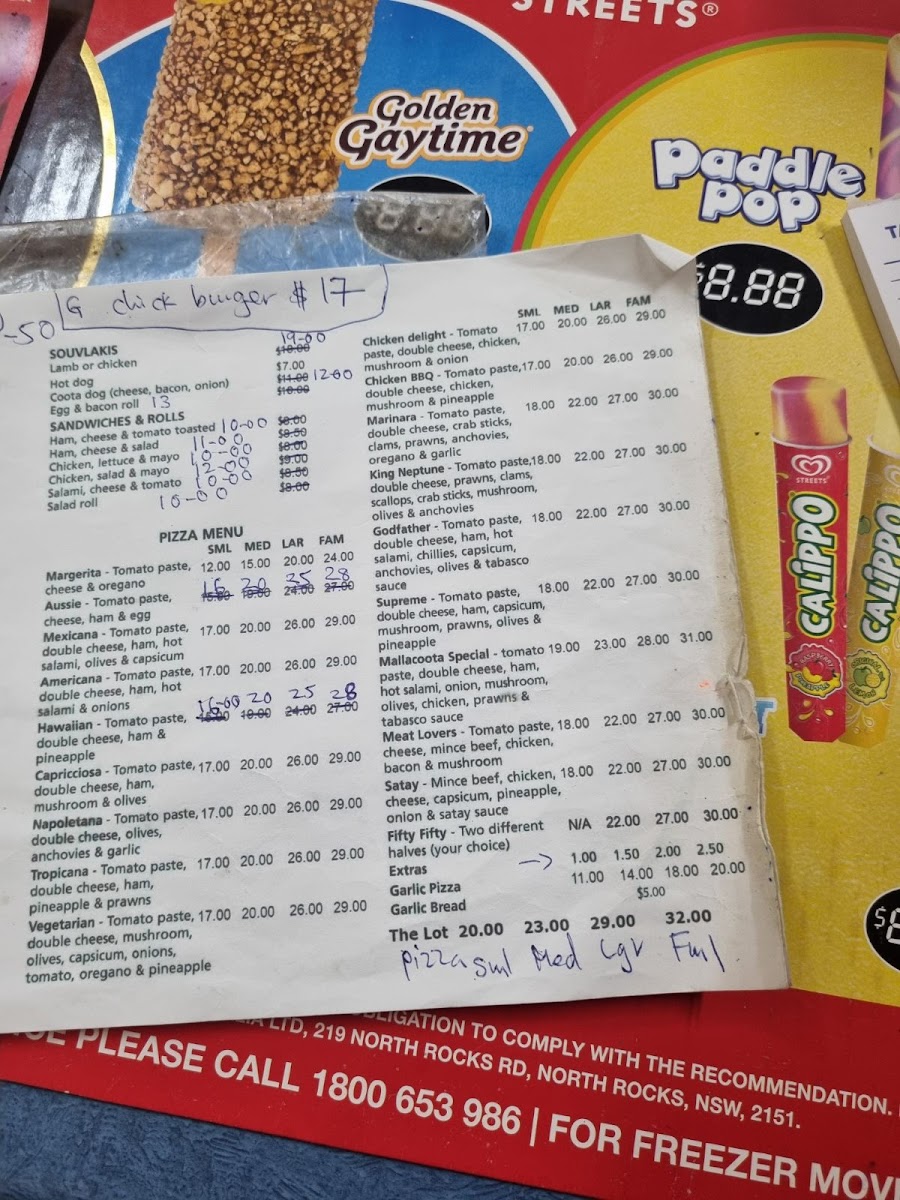 STREETS®
Golden
Gaytime
Paddle
Pop
8.88
$8.88
G chick burger $17
-50
SOUVLAKIS
Lamb or chicken 19-00 $18.00
Hot dog $7.00
Coota dog (cheese, bacon, onion) $11.00 12-00
Egg & bacon roll 13 $10.00
SANDWICHES & ROLLS
Ham, cheese & tomato toasted 10-00 $8.00
Ham, cheese & salad 11-00 $8.50
Chicken, lettuce & mayo 10-00 $8.00
Chicken, salad & mayo 12-00 $9.00
Salami, cheese & tomato 10-00 $8.50
Salad roll 10-00 $8.00
PIZZA MENU
SML MED LAR FAM
Margerita - Tomato paste, 12.00 15.00 20.00 24.00
cheese & oregano
16 20 35 28
Aussie - Tomato paste, 15.00 19.00 24.00 27.00
cheese, ham & egg
Mexicana - Tomato paste, 17.00 20.00 26.00 29.00
double cheese, ham, hot
salami, olives & capsicum
Americana - Tomato paste, 17.00 20.00 26.00 29.00
double cheese, ham, hot
salami & onions
16-00 20 25 28
Hawaiian - Tomato paste, 15.00 19.00 24.00 27.00
double cheese, ham &
pineapple
Capricciosa - Tomato paste, 17.00 20.00 26.00 29.00
double cheese, ham,
mushroom & olives
Napoletana - Tomato paste, 17.00 20.00 26.00 29.00
double cheese, olives,
anchovies & garlic
Tropicana - Tomato paste, 17.00 20.00 26.00 29.00
double cheese, ham,
pineapple & prawns
Vegetarian - Tomato paste, 17.00 20.00 26.00 29.00
double cheese, mushroom,
olives, capsicum, onions,
tomato, oregano & pineapple
SML MED LAR FAM
Chicken delight - Tomato 17.00 20.00 26.00 29.00
paste, double cheese, chicken,
mushroom & onion
Chicken BBQ - Tomato paste, 17.00 20.00 26.00 29.00
double cheese, chicken,
mushroom & pineapple
Marinara - Tomato paste, 18.00 22.00 27.00 30.00
double cheese, crab sticks,
clams, prawns, anchovies,
oregano & garlic
King Neptune - Tomato paste, 18.00 22.00 27.00 30.00
double cheese, prawns, clams,
scallops, crab sticks, mushroom,
olives & anchovies
Godfather - Tomato paste, 18.00 22.00 27.00 30.00
double cheese, ham, hot
salami, chillies, capsicum,
anchovies, olives & tabasco
sauce
Supreme - Tomato paste, 18.00 22.00 27.00 30.00
double cheese, ham, capsicum,
mushroom, prawns, olives &
pineapple
Mallacoota Special - tomato 19.00 23.00 28.00 31.00
paste, double cheese, ham,
hot salami, onion, mushroom,
olives, chicken, prawns &
tabasco sauce
Meat Lovers - Tomato paste, 18.00 22.00 27.00 30.00
cheese, mince beef, chicken,
bacon & mushroom
Satay - Mince beef, chicken, 18.00 22.00 27.00 30.00
cheese, capsicum, pineapple,
onion & satay sauce
Fifty Fifty - Two different N/A 22.00 27.00 30.00
halves (your choice)
Extras → 1.00 1.50 2.00 2.50
Garlic Pizza 11.00 14.00 18.00 20.00
Garlic Bread $5.00
The Lot 20.00 23.00 29.00 32.00
pizza sml Med Lgr Fml
STREETS
CALIPPO
RASPBERRY
PINEAPPLE
CALIPPO
LEMON
OBLIGATION TO COMPLY WITH THE RECOMMENDATION.
LTD, 219 NORTH ROCKS RD, NORTH ROCKS, NSW, 2151.
PLEASE CALL 1800 653 986 | FOR FREEZER MOV